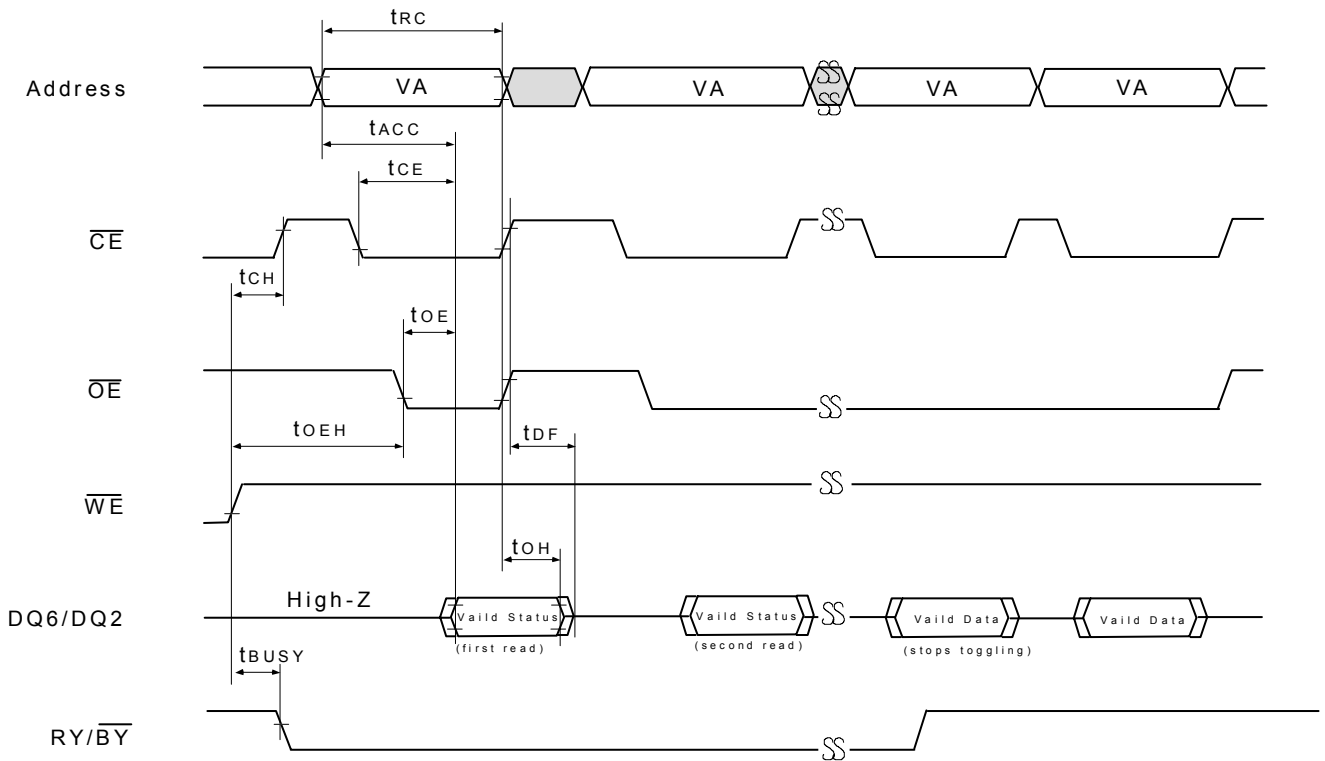 tRC
Address VA VA VA VA
tACC
tCE
CE
tCH
tOE
OE
tOEH tDF
WE
tOH
High-Z
DQ6/DQ2 Vaild Status Vaild Status Vaild Data Vaild Data
(first read) (second read) (stops toggling)
tBUSY
RY/BY